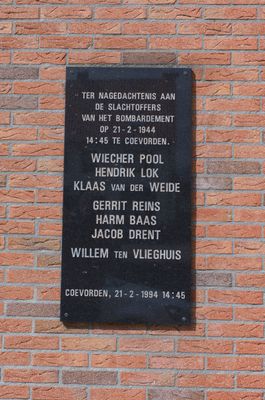 TER NAGEDACHTENIS AAN
DE SLACHTOFFERS
VAN HET BOMBARDEMENT
OP 21-2-1944
14:45 TE COEVORDEN.
WIECHER POOL
HENDRIK LOK
KLAAS VAN DER WEIDE
GERRIT REINS
HARM BAAS
JACOB DRENT
WILLEM TEN VLIEGHUIS
COEVORDEN, 21-2-1994 14:45